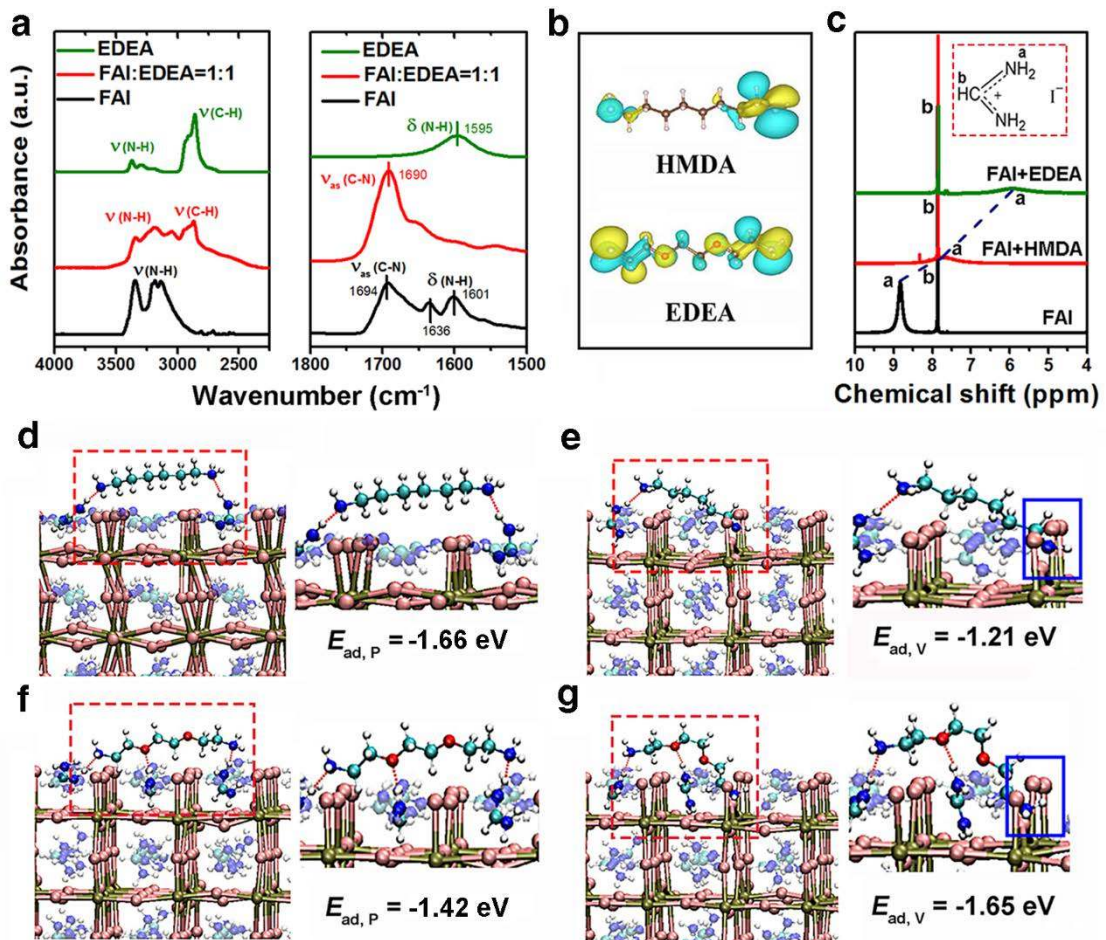 a
Absorbance (a.u.)
EDEA
FAI:EDEA=1:1
FAI
ν (C-H)
ν (N-H)
ν (N-H)
ν (C-H)
ν (N-H)
4000 3500 3000 2500
EDEA
FAI:EDEA=1:1
FAI
δ (N-H) 1595
νas (C-N) 1690
νas (C-N) δ (N-H)
1694 1601
1636
1800 1700 1600 1500
Wavenumber (cm-1)
b
HMDA
EDEA
c
a
NH2
b
HC + I−
NH2
b
FAI+EDEA
b a
FAI+HMDA
a b a
FAI
10 9 8 7 6 5 4
Chemical shift (ppm)
d
Ead, P = -1.66 eV
e
Ead, V = -1.21 eV
f
Ead, P = -1.42 eV
g
Ead, V = -1.65 eV